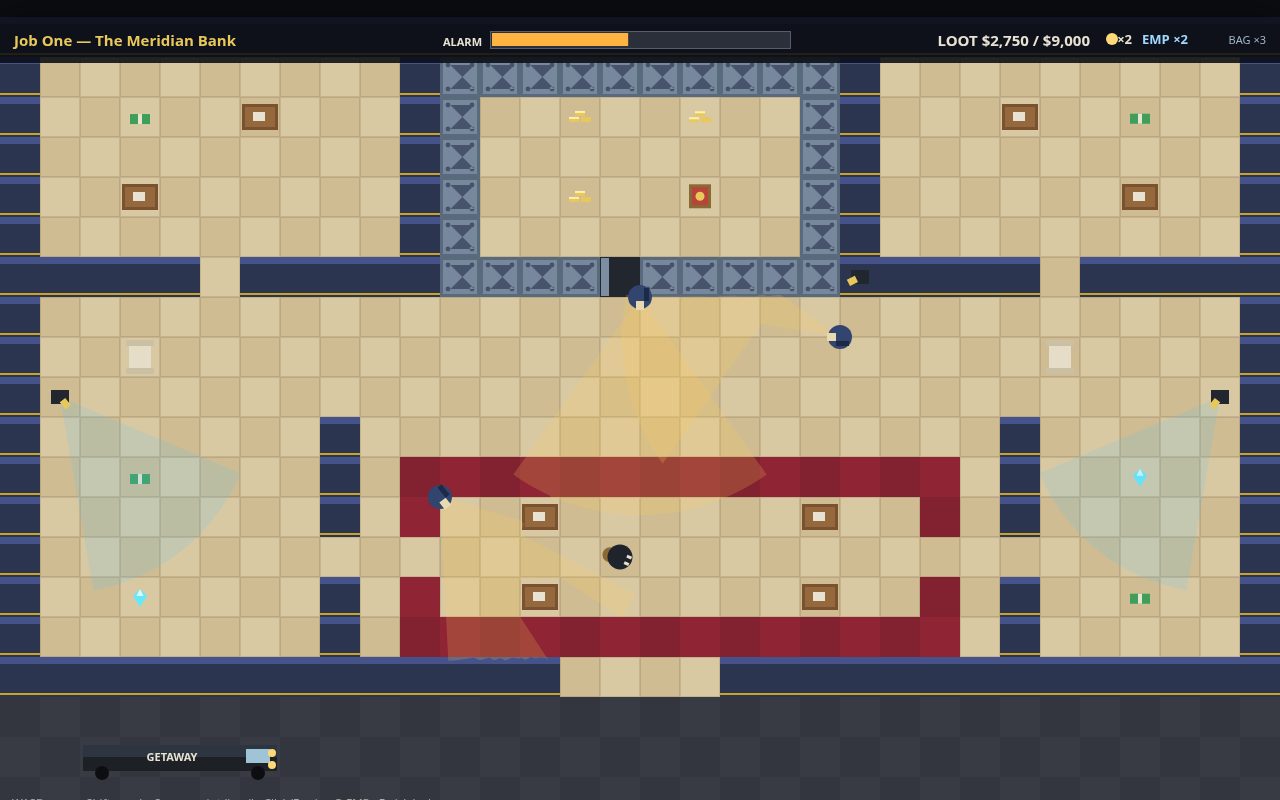 Job One — The Meridian Bank
ALARM
LOOT $2,750 / $9,000
×2
EMP ×2
BAG ×3
GETAWAY